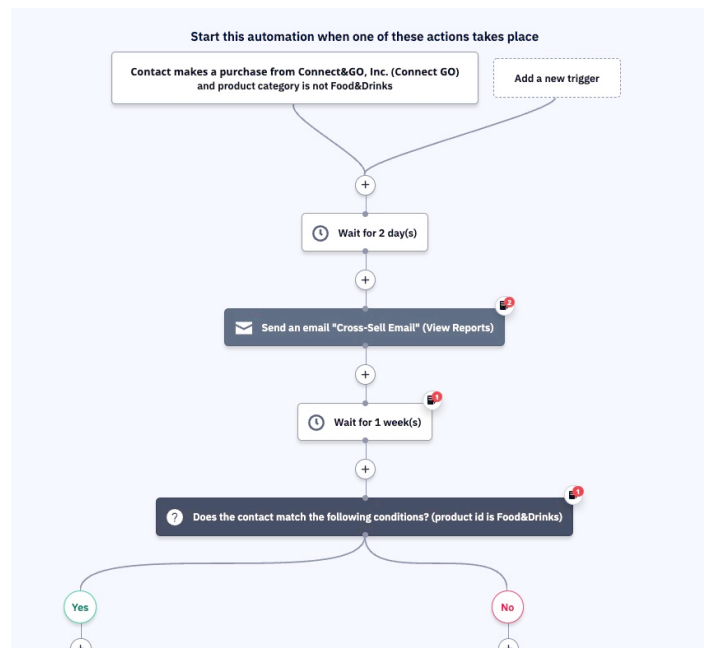 Start this automation when one of these actions takes place
Contact makes a purchase from Connect&GO, Inc. (Connect GO)
and product category is not Food&Drinks
Add a new trigger
+
Wait for 2 day(s)
+
2
Send an email "Cross-Sell Email" (View Reports)
+
1
Wait for 1 week(s)
+
1
? Does the contact match the following conditions? (product id is Food&Drinks)
Yes
No
+
+